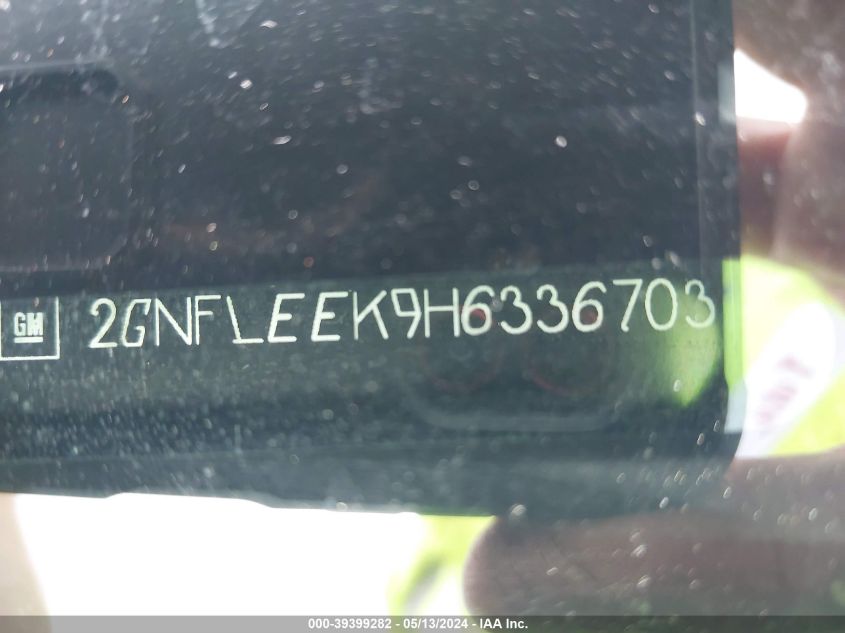 GM 2GNFLEEK9H6336703
000-39399282 - 05/13/2024 - IAA Inc.